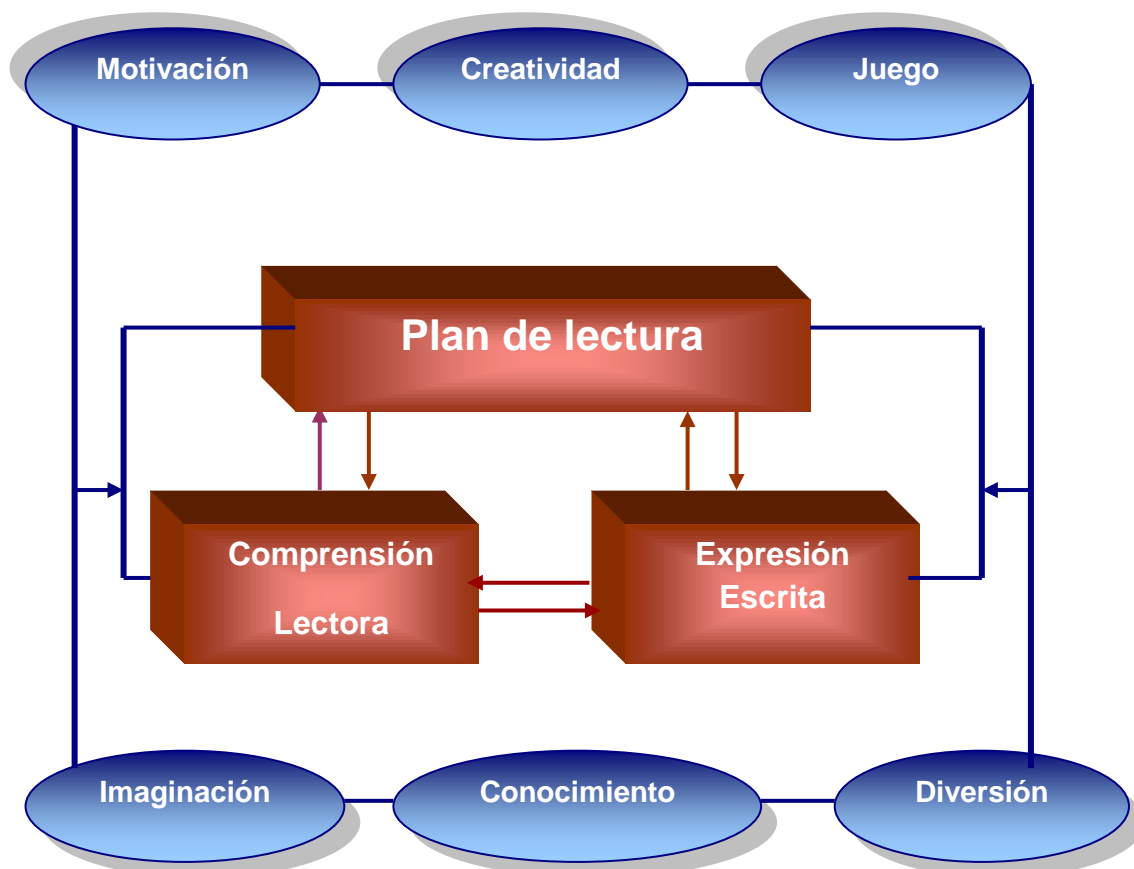 Motivación
Creatividad
Juego
Plan de lectura
Comprensión
Lectora
Expresión
Escrita
Imaginación
Conocimiento
Diversión